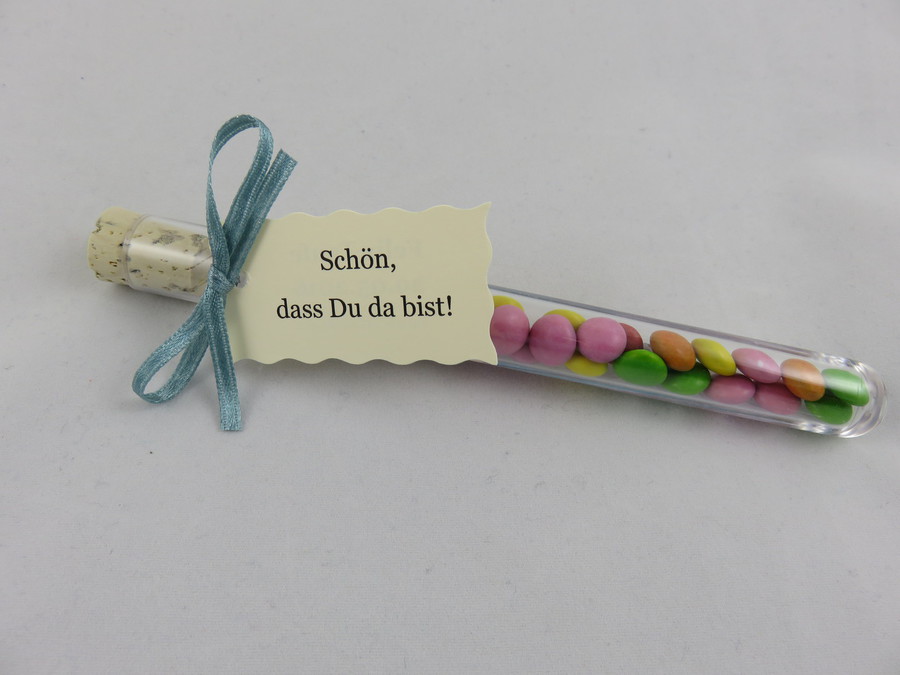 Schön,
dass Du da bist!